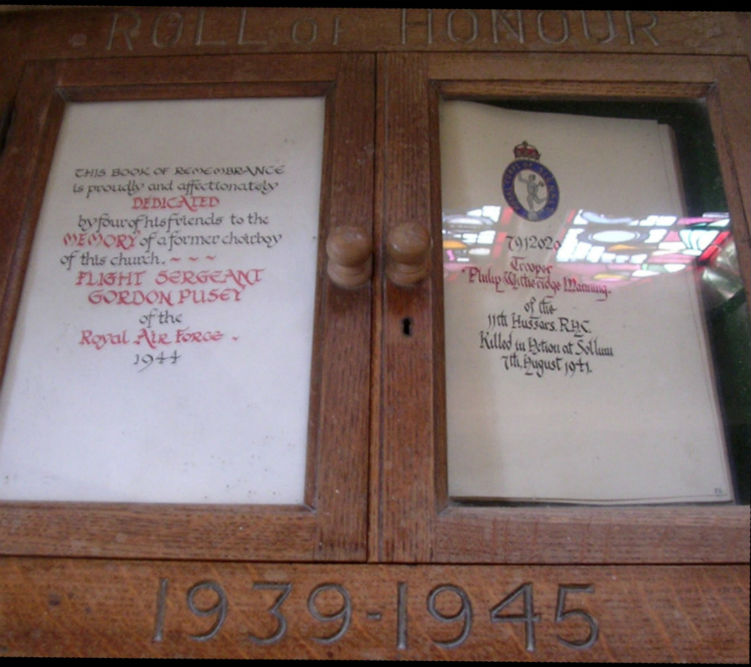 ROLL OF HONOUR
THIS BOOK OF REMEMBRANCE
is proudly and affectionately
DEDICATED
by four of his friends to the
MEMORY of a former choirboy
of this church. ~ ~ ~
FLIGHT SERGEANT
GORDON PUSEY
of the
Royal Air Force ~
1944
791202
Trooper
Philip Witheridge Manning.
of the
11th Hussars. R.A.C.
Killed in Action at Sollum
7th, August 1941.
1939-1945